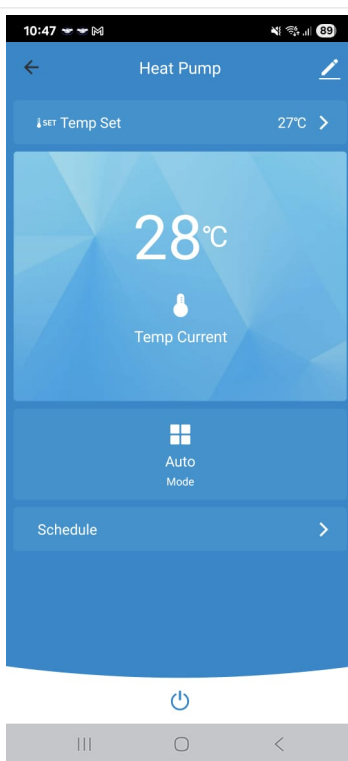 10:47 89
Heat Pump
SET Temp Set 27℃
28℃
Temp Current
Auto
Mode
Schedule